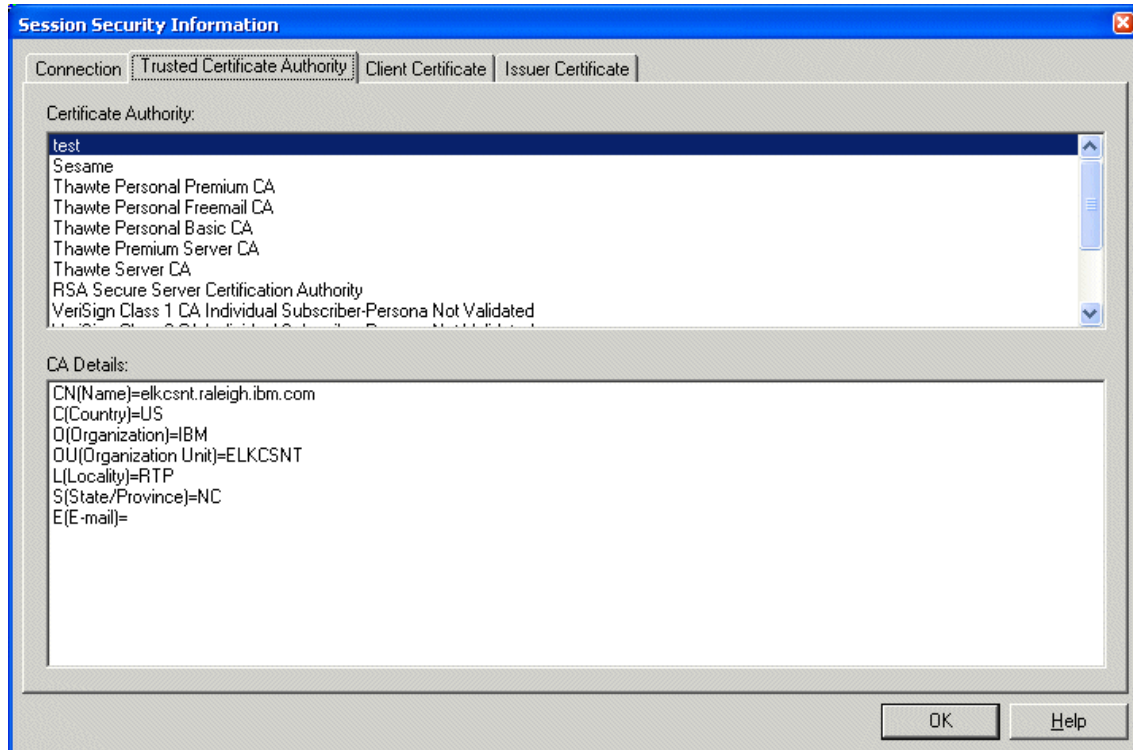 Session Security Information
Connection Trusted Certificate Authority Client Certificate Issuer Certificate
Certificate Authority:
test
Sesame
Thawte Personal Premium CA
Thawte Personal Freemail CA
Thawte Personal Basic CA
Thawte Premium Server CA
Thawte Server CA
RSA Secure Server Certification Authority
VeriSign Class 1 CA Individual Subscriber-Persona Not Validated
CA Details:
CN(Name)=elkcsnt.raleigh.ibm.com
C(Country)=US
O(Organization)=IBM
OU(Organization Unit)=ELKCSNT
L(Locality)=RTP
S(State/Province)=NC
E(E-mail)=
OK Help